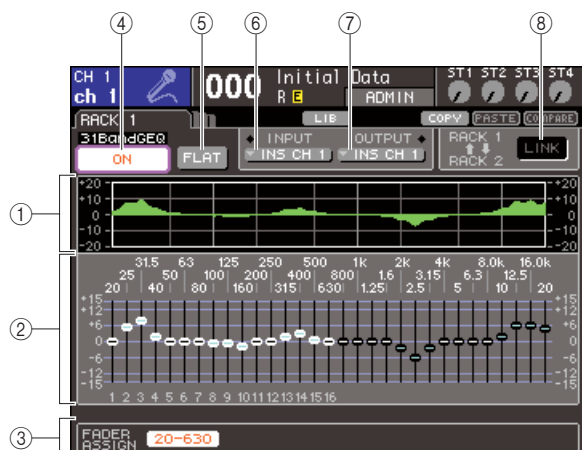 ④ ⑤ ⑥ ⑦ ⑧
CH 1
ch 1
000 Initial Data
R E ADMIN
ST1 ST2 ST3 ST4
RACK 1
LIB COPY PASTE COMPARE
31BandGEQ
ON
FLAT
INPUT
INS CH 1
OUTPUT
INS CH 1
RACK 1
RACK 2
LINK
①
+20 +20
+10 +10
0 0
-10 -10
-20 -20
②
31.5 63 125 250 500 1k 2k 4k 8.0k 16.0k
25 50 100 200 400 800 1.6 3.15 6.3 12.5
20 40 80 160 315 630 1.25 2.5 5 10 20
+15 +15
+12 +12
+6 +6
0 0
-6 -6
-12 -12
-15 -15
1 2 3 4 5 6 7 8 9 10 11 12 13 14 15 16
③
FADER
ASSIGN
20-630